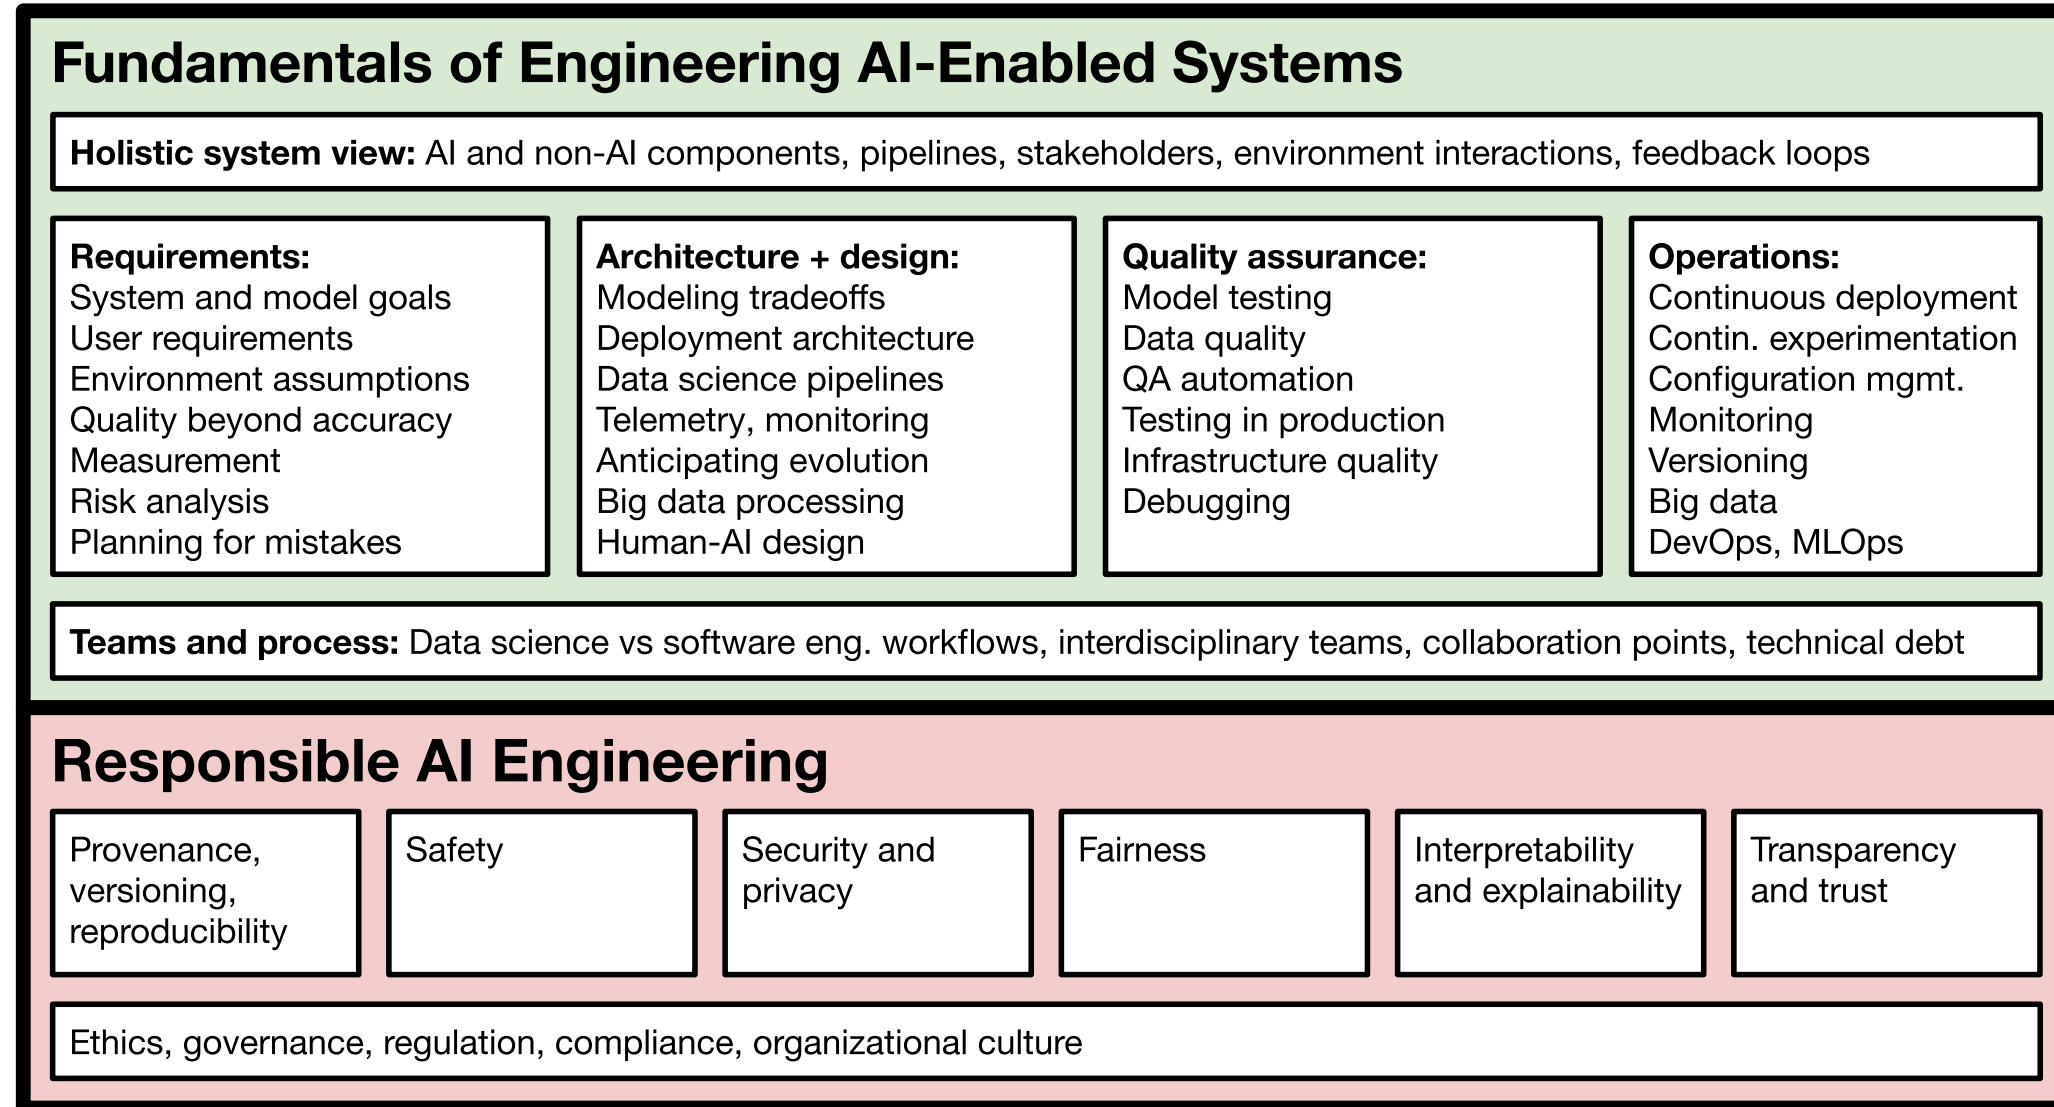 Fundamentals of Engineering AI-Enabled Systems
Holistic system view: AI and non-AI components, pipelines, stakeholders, environment interactions, feedback loops
Requirements:
System and model goals
User requirements
Environment assumptions
Quality beyond accuracy
Measurement
Risk analysis
Planning for mistakes
Architecture + design:
Modeling tradeoffs
Deployment architecture
Data science pipelines
Telemetry, monitoring
Anticipating evolution
Big data processing
Human-AI design
Quality assurance:
Model testing
Data quality
QA automation
Testing in production
Infrastructure quality
Debugging
Operations:
Continuous deployment
Contin. experimentation
Configuration mgmt.
Monitoring
Versioning
Big data
DevOps, MLOps
Teams and process: Data science vs software eng. workflows, interdisciplinary teams, collaboration points, technical debt
Responsible AI Engineering
Provenance,
versioning,
reproducibility
Safety
Security and
privacy
Fairness
Interpretability
and explainability
Transparency
and trust
Ethics, governance, regulation, compliance, organizational culture